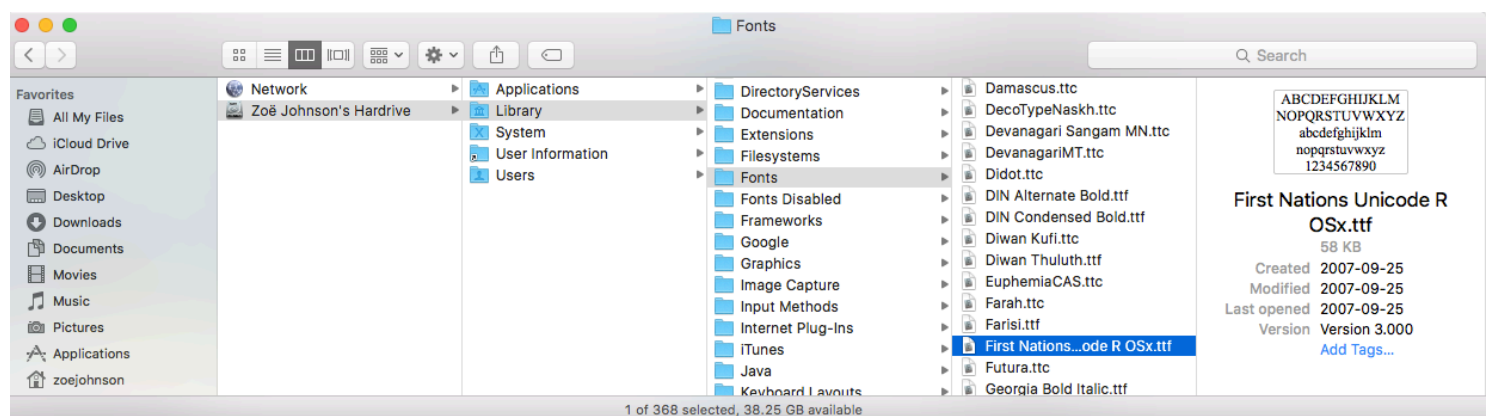 Fonts
Search
Favorites
All My Files
iCloud Drive
AirDrop
Desktop
Downloads
Documents
Movies
Music
Pictures
Applications
zoejohnson
Network
Zoë Johnson's Hardrive
Applications
Library
System
User Information
Users
DirectoryServices
Documentation
Extensions
Filesystems
Fonts
Fonts Disabled
Frameworks
Google
Graphics
Image Capture
Input Methods
Internet Plug-Ins
iTunes
Java
Keyboard Layouts
Damascus.ttc
DecoTypeNaskh.ttc
Devanagari Sangam MN.ttc
DevanagariMT.ttc
Didot.ttc
DIN Alternate Bold.ttf
DIN Condensed Bold.ttf
Diwan Kufi.ttc
Diwan Thuluth.ttf
EuphemiaCAS.ttc
Farah.ttc
Farisi.ttf
First Nations...ode R OSx.ttf
Futura.ttc
Georgia Bold Italic.ttf
ABCDEFGHIJKLM
NOPQRSTUVWXYZ
abcdefghijklm
nopqrstuvwxyz
1234567890
First Nations Unicode R
OSx.ttf
58 KB
Created 2007-09-25
Modified 2007-09-25
Last opened 2007-09-25
Version Version 3.000
Add Tags...
1 of 368 selected, 38.25 GB available